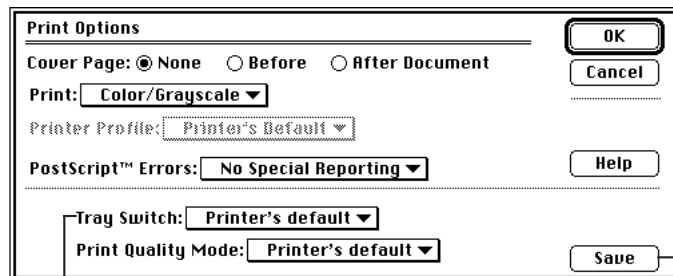 Print Options
OK
Cover Page: None Before After Document
Cancel
Print: Color/Grayscale
Printer Profile: Printer's Default
PostScript™ Errors: No Special Reporting
Help
Tray Switch: Printer's default
Print Quality Mode: Printer's default
Save